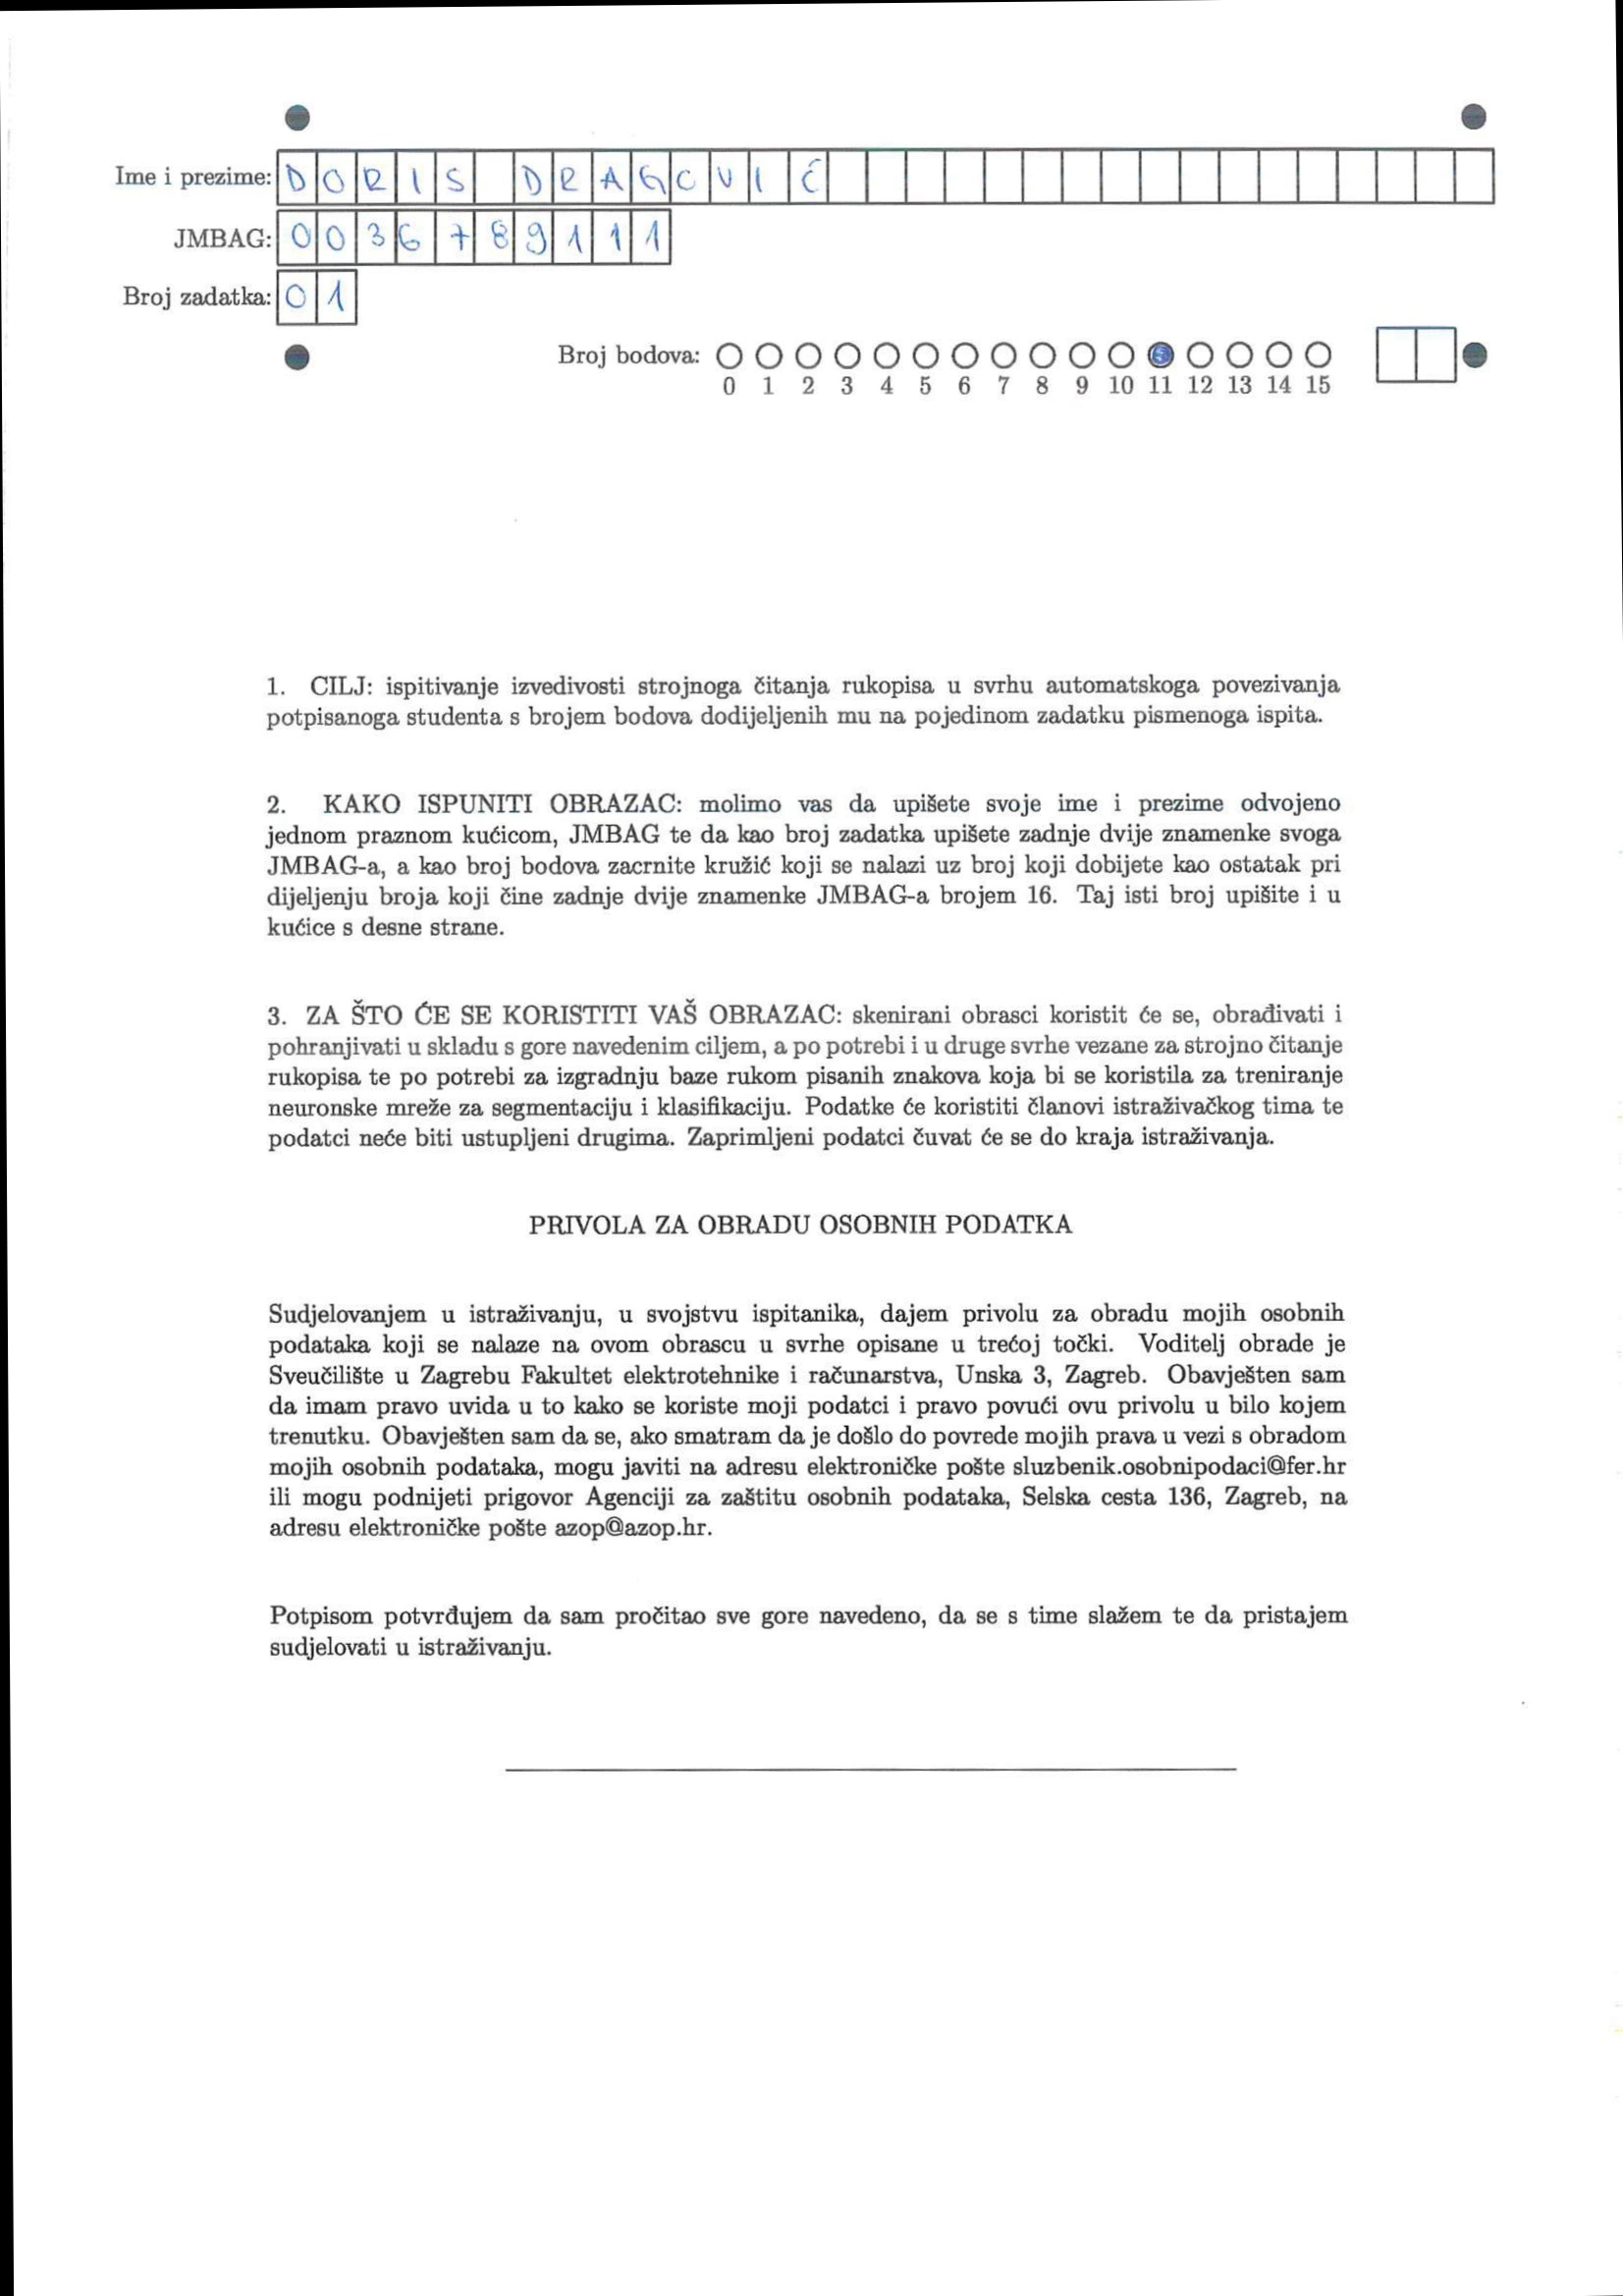 Ime i prezime: DORIS DRAGCVIĆ
JMBAG: 0036789111
Broj zadatka: 01
Broj bodova:
0 1 2 3 4 5 6 7 8 9 10 11 12 13 14 15
1. CILJ: ispitivanje izvedivosti strojnoga čitanja rukopisa u svrhu automatskoga povezivanja
potpisanoga studenta s brojem bodova dodijeljenih mu na pojedinom zadatku pismenoga ispita.
2. KAKO ISPUNITI OBRAZAC: molimo vas da upišete svoje ime i prezime odvojeno
jednom praznom kućicom, JMBAG te da kao broj zadatka upišete zadnje dvije znamenke svoga
JMBAG-a, a kao broj bodova zacrnite kružić koji se nalazi uz broj koji dobijete kao ostatak pri
dijeljenju broja koji čine zadnje dvije znamenke JMBAG-a brojem 16. Taj isti broj upišite i u
kućice s desne strane.
3. ZA ŠTO ĆE SE KORISTITI VAŠ OBRAZAC: skenirani obrasci koristit će se, obrađivati i
pohranjivati u skladu s gore navedenim ciljem, a po potrebi i u druge svrhe vezane za strojno čitanje
rukopisa te po potrebi za izgradnju baze rukom pisanih znakova koja bi se koristila za treniranje
neuronske mreže za segmentaciju i klasifikaciju. Podatke će koristiti članovi istraživačkog tima te
podatci neće biti ustupljeni drugima. Zaprimljeni podatci čuvat će se do kraja istraživanja.
PRIVOLA ZA OBRADU OSOBNIH PODATKA
Sudjelovanjem u istraživanju, u svojstvu ispitanika, dajem privolu za obradu mojih osobnih
podataka koji se nalaze na ovom obrascu u svrhe opisane u trećoj točki. Voditelj obrade je
Sveučilište u Zagrebu Fakultet elektrotehnike i računarstva, Unska 3, Zagreb. Obavješten sam
da imam pravo uvida u to kako se koriste moji podatci i pravo povući ovu privolu u bilo kojem
trenutku. Obavješten sam da se, ako smatram da je došlo do povrede mojih prava u vezi s obradom
mojih osobnih podataka, mogu javiti na adresu elektroničke pošte sluzbenik.osobnipodaci@fer.hr
ili mogu podnijeti prigovor Agenciji za zaštitu osobnih podataka, Selska cesta 136, Zagreb, na
adresu elektroničke pošte azop@azop.hr.
Potpisom potvrđujem da sam pročitao sve gore navedeno, da se s time slažem te da pristajem
sudjelovati u istraživanju.